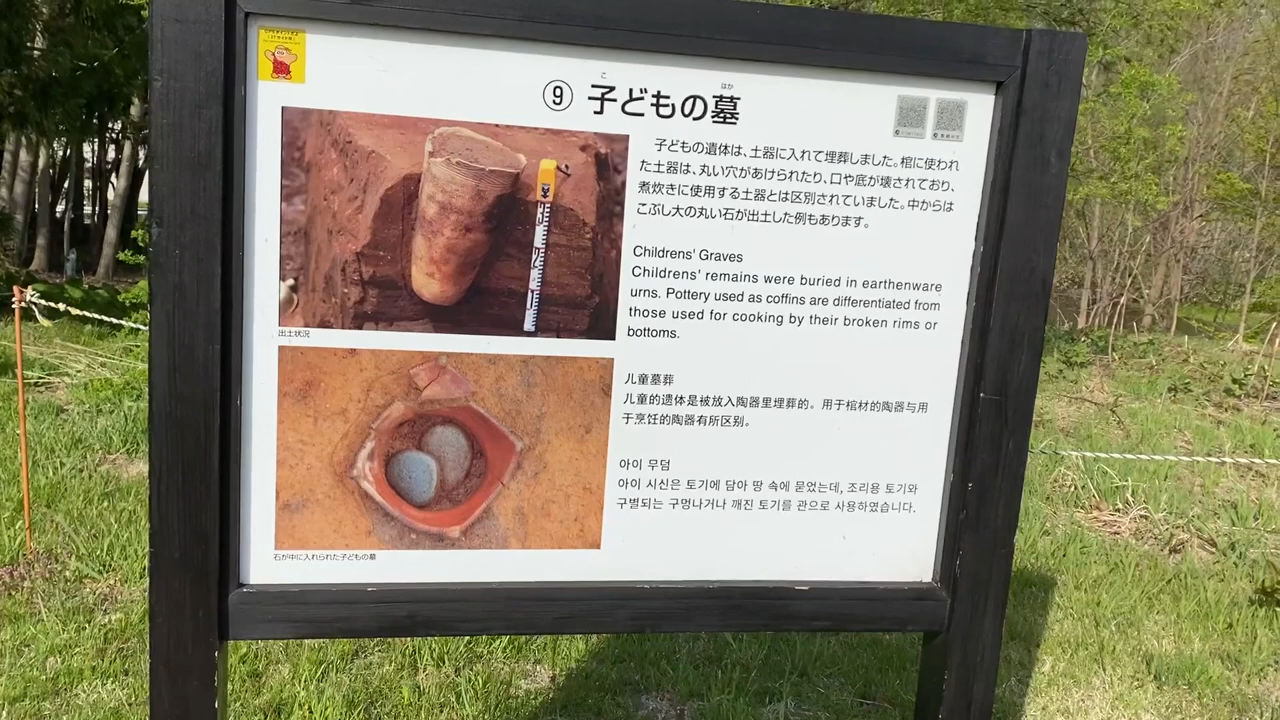 ⑨ 子どもの墓
こ
はか
子どもの遺体は、土器に入れて埋葬しました。棺に使われ
た土器は、丸い穴があけられたり、口や底が壊されており、
煮炊きに使用する土器とは区別されていました。中からは
こぶし大の丸い石が出土した例もあります。
Childrens' Graves
Childrens' remains were buried in earthenware
urns. Pottery used as coffins are differentiated from
those used for cooking by their broken rims or
bottoms.
儿童墓葬
儿童的遗体是被放入陶器里埋葬的。用于棺材的陶器与用
于烹饪的陶器有所区别。
아이 무덤
아이 시신은 토기에 담아 땅 속에 묻었는데, 조리용 토기와
구별되는 구멍나거나 깨진 토기를 관으로 사용하였습니다.
出土状況
石が中に入れられた子どもの墓